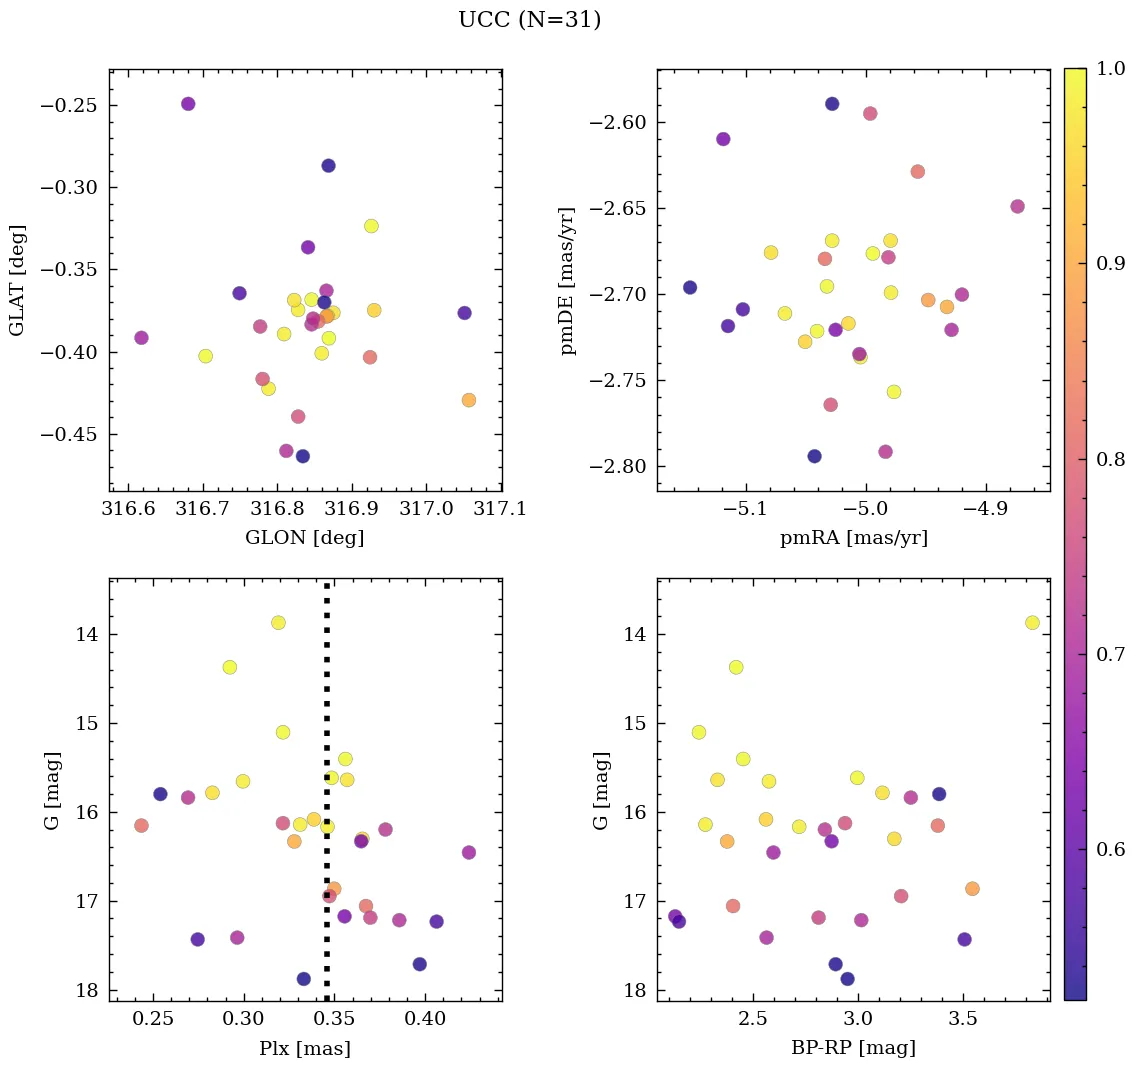 UCC (N=31)
−0.25
−0.30
−0.35
−0.40
−0.45
GLAT [deg]
316.6 316.7 316.8 316.9 317.0 317.1
GLON [deg]
−2.60
−2.65
−2.70
−2.75
−2.80
pmDE [mas/yr]
−5.1 −5.0 −4.9
pmRA [mas/yr]
14
15
16
17
18
G [mag]
0.25 0.30 0.35 0.40
Plx [mas]
14
15
16
17
18
G [mag]
2.5 3.0 3.5
BP-RP [mag]
1.0
0.9
0.8
0.7
0.6